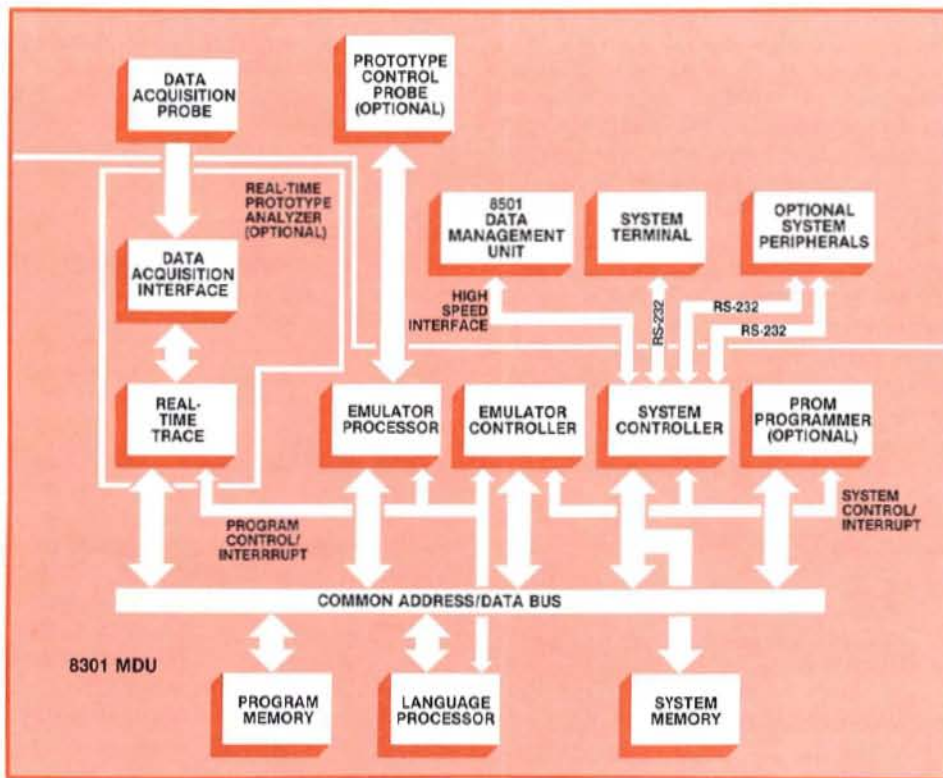 DATA
ACQUISITION
PROBE
PROTOTYPE
CONTROL
PROBE
(OPTIONAL)
REAL-TIME
PROTOTYPE
ANALYZER
(OPTIONAL)
8501
DATA
MANAGEMENT
UNIT
SYSTEM
TERMINAL
OPTIONAL
SYSTEM
PERIPHERALS
DATA
ACQUISITION
INTERFACE
HIGH
SPEED
INTERFACE
RS-232
RS-232
RS-232
REAL-
TIME
TRACE
EMULATOR
PROCESSOR
EMULATOR
CONTROLLER
SYSTEM
CONTROLLER
PROM
PROGRAMMER
(OPTIONAL)
PROGRAM
CONTROL/
INTERRRUPT
SYSTEM
CONTROL/
INTERRUPT
COMMON ADDRESS/DATA BUS
8301 MDU
PROGRAM
MEMORY
LANGUAGE
PROCESSOR
SYSTEM
MEMORY